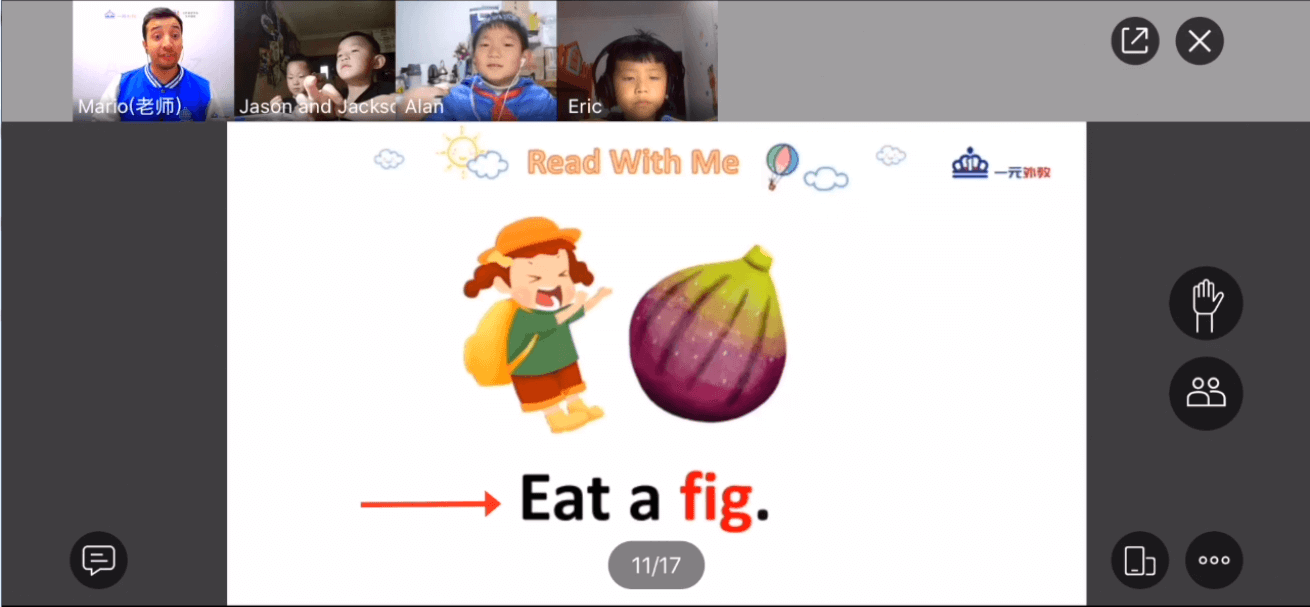 Mario(老师)
Jason and Jackso
Alan
Eric
Read With Me
一元外教
Eat a fig.
11/17